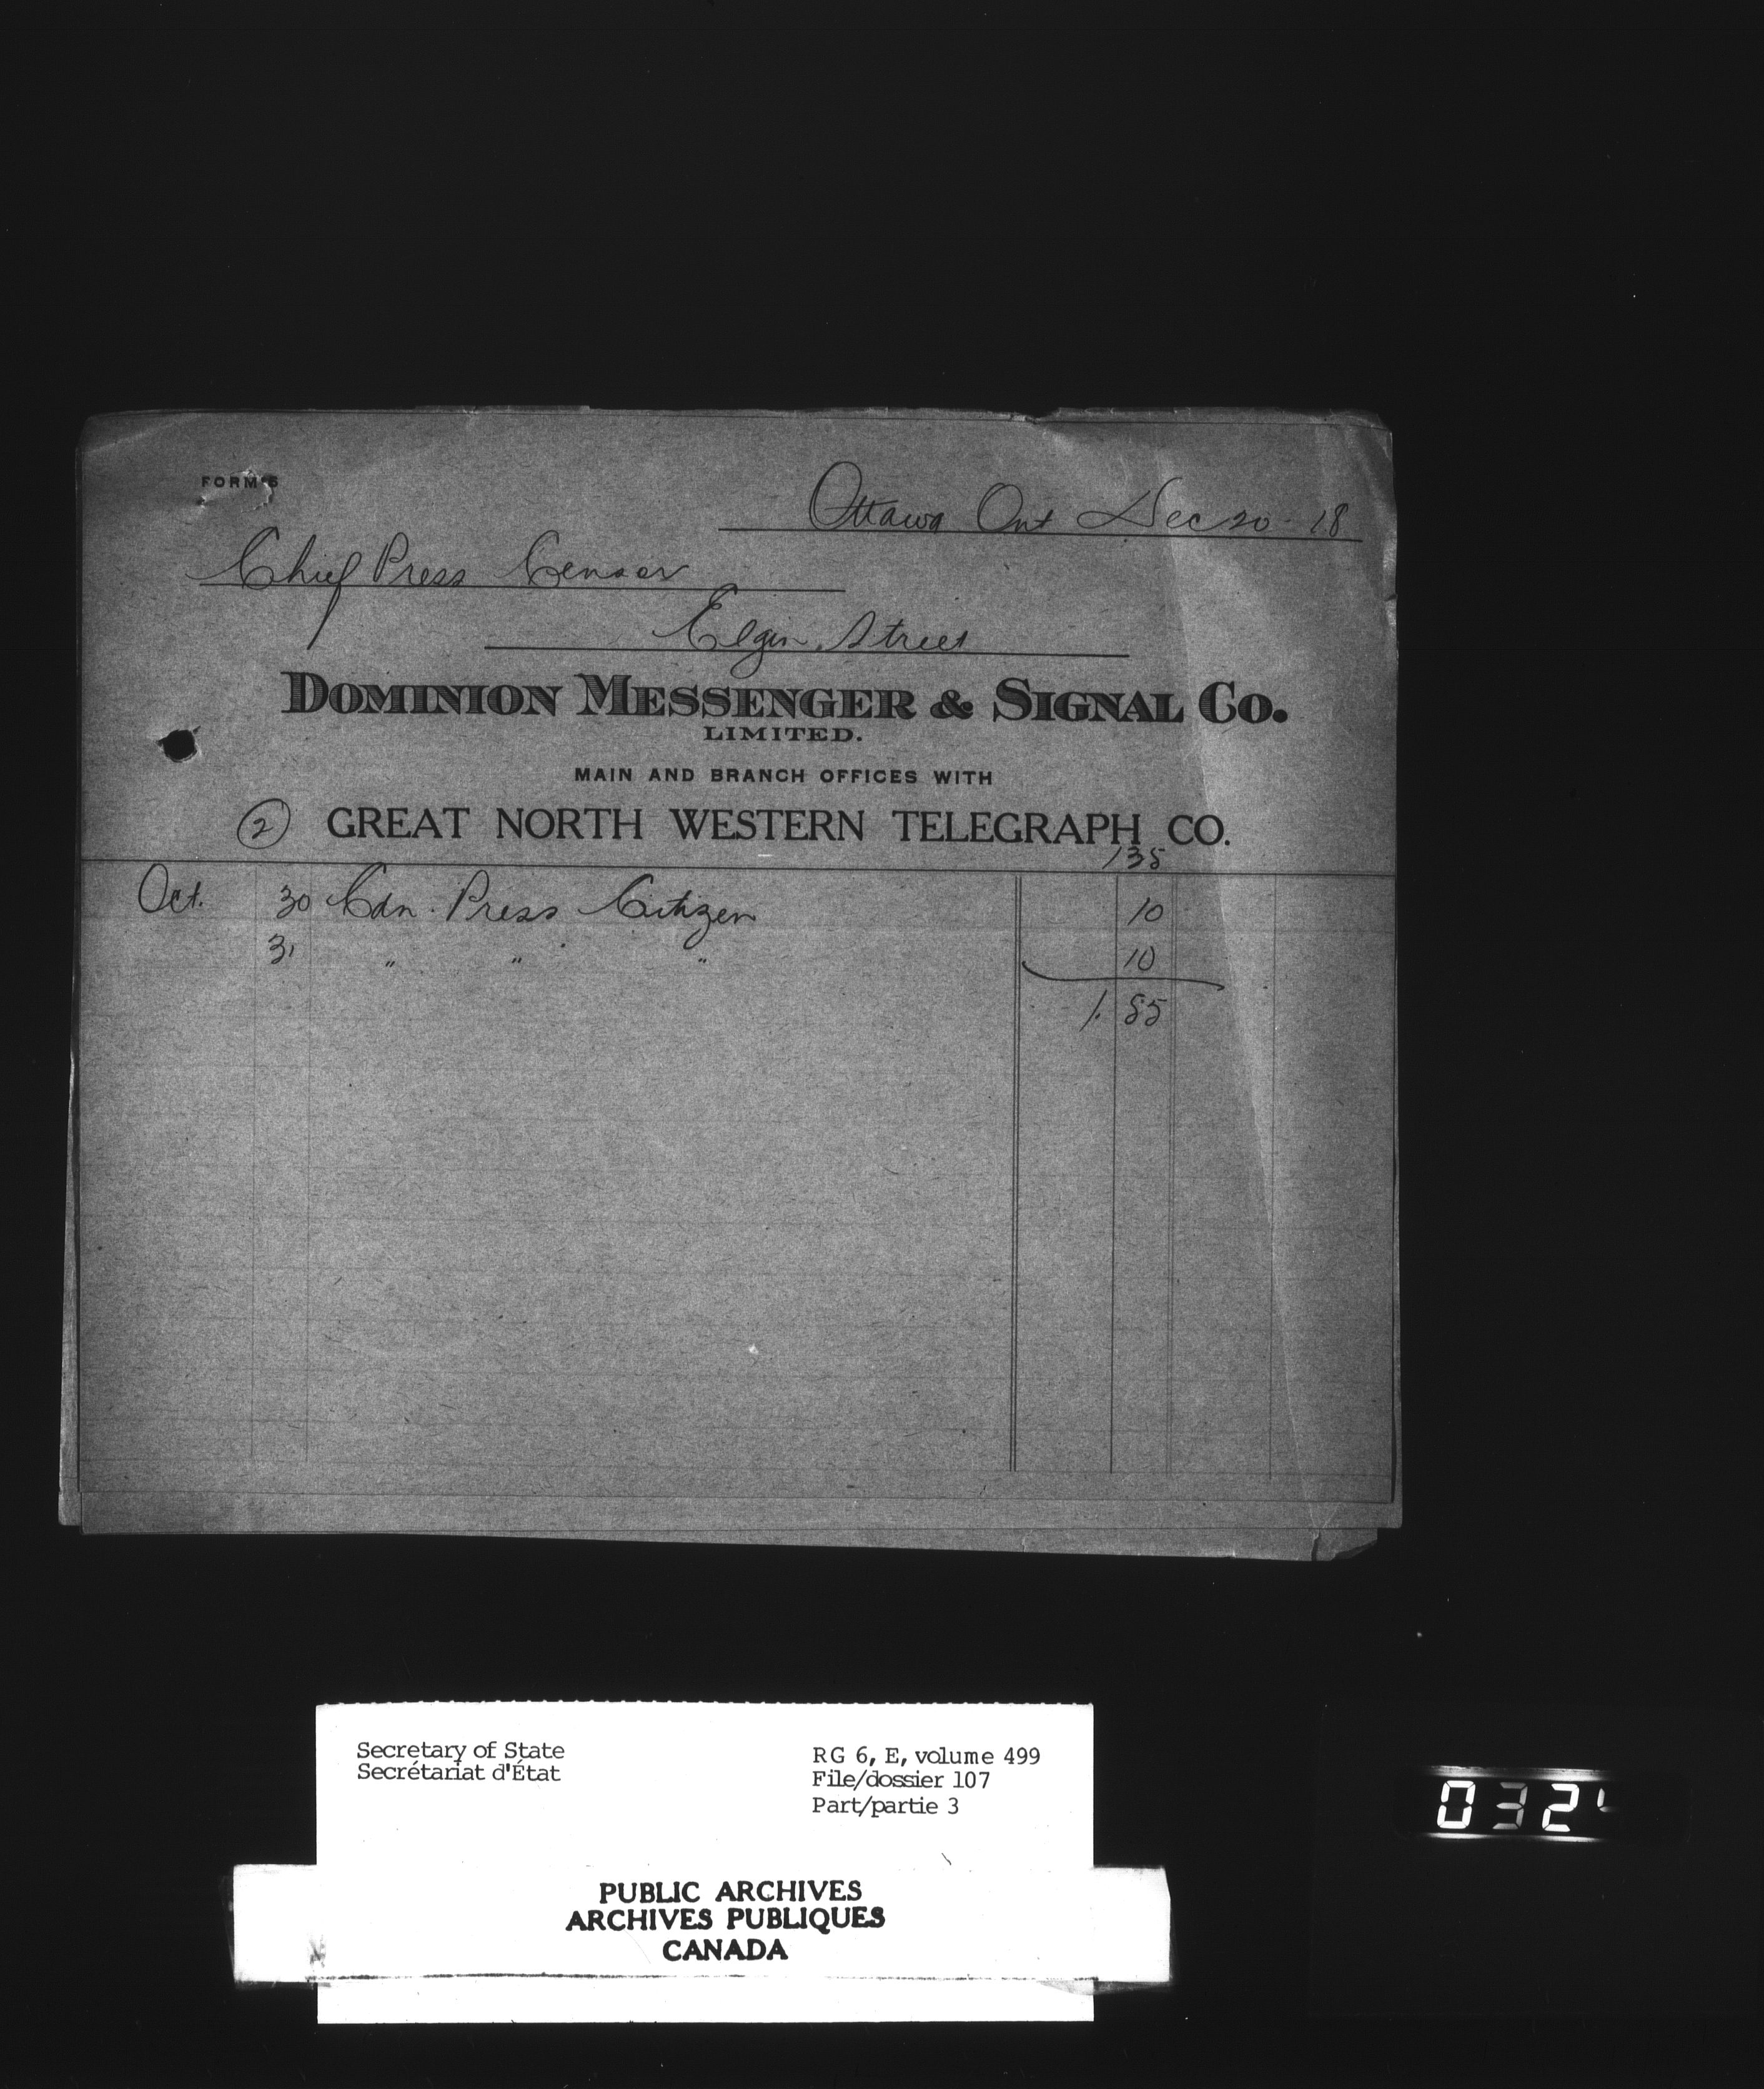 FORM 5
Ottawa Ont Dec 20 - 18
Chief Press Censor
Elgin Street
DOMINION MESSENGER & SIGNAL CO.
LIMITED.
MAIN AND BRANCH OFFICES WITH
2 GREAT NORTH WESTERN TELEGRAPH CO.
135
Oct. 30 Cdn. Press Citizen 10
31 " " " 10
1. 55
Secretary of State
Secrétariat d'État
RG 6, E, volume 499
File/dossier 107
Part/partie 3
PUBLIC ARCHIVES
ARCHIVES PUBLIQUES
CANADA
032